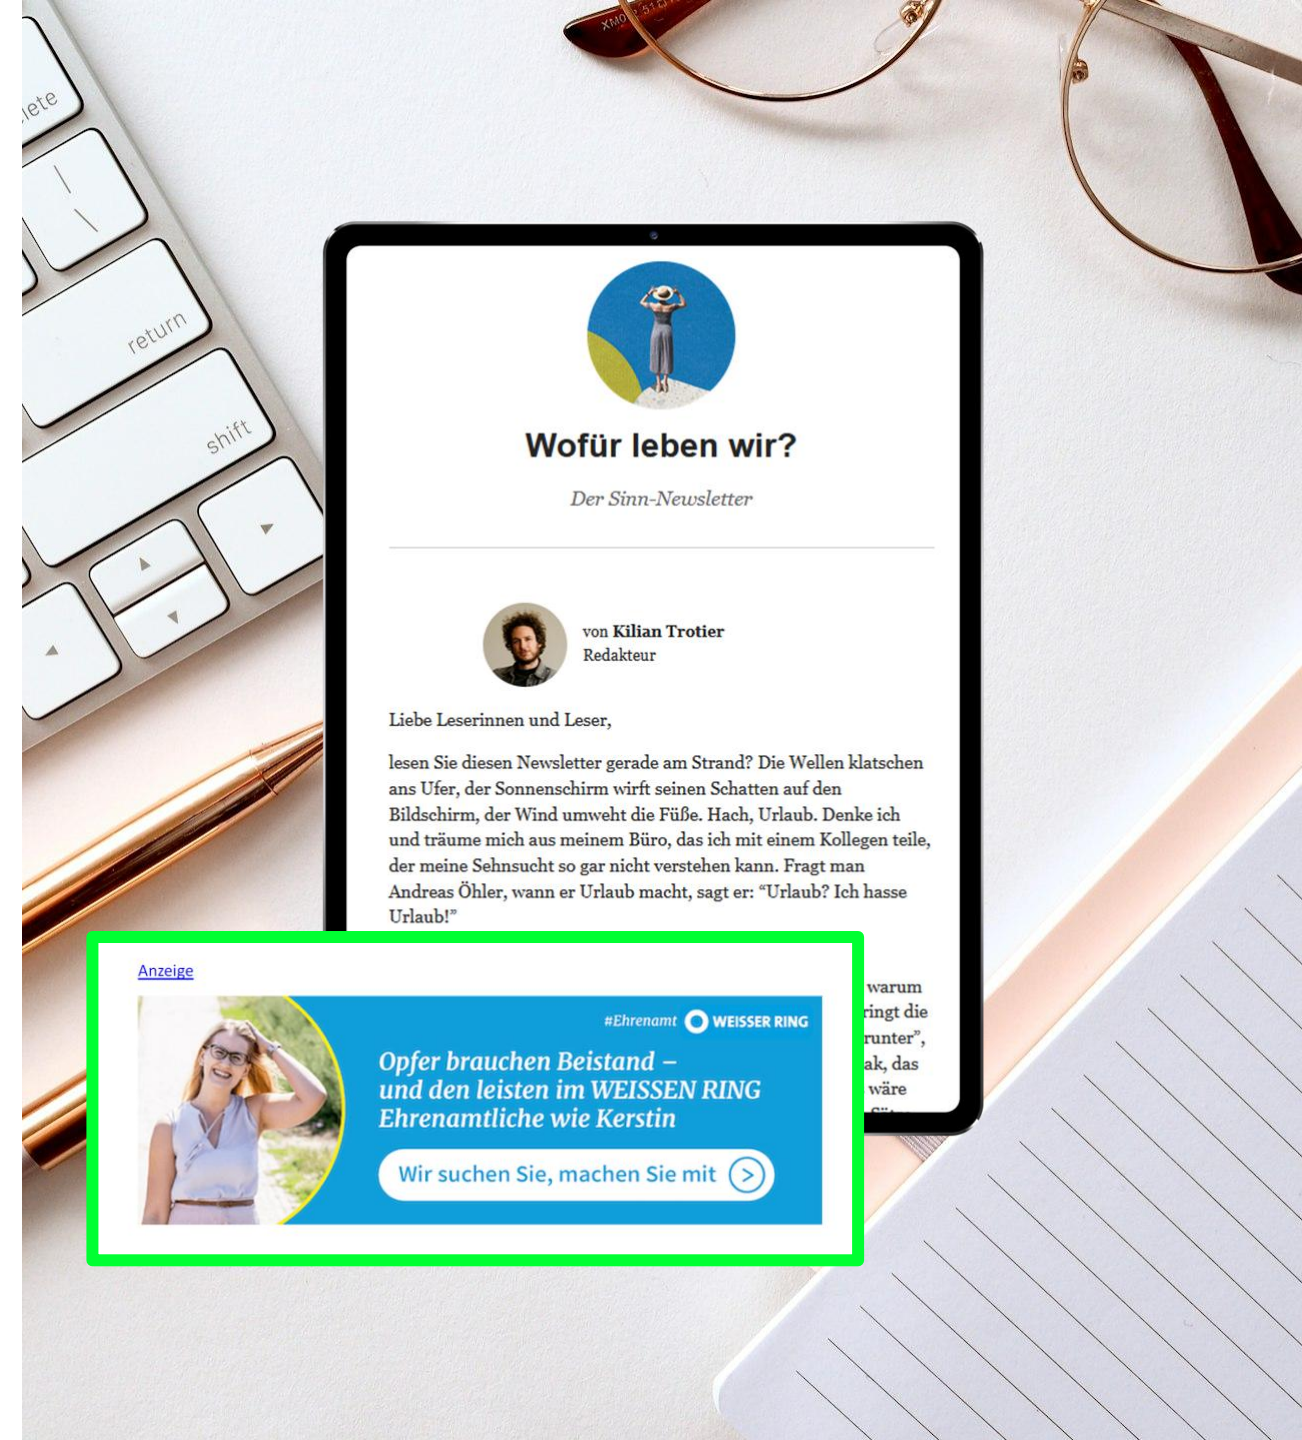 return
shift
Wofür leben wir?
Der Sinn-Newsletter
von Kilian Trotier
Redakteur
Liebe Leserinnen und Leser,
lesen Sie diesen Newsletter gerade am Strand? Die Wellen klatschen
ans Ufer, der Sonnenschirm wirft seinen Schatten auf den
Bildschirm, der Wind umweht die Füße. Hach, Urlaub. Denke ich
und träume mich aus meinem Büro, das ich mit einem Kollegen teile,
der meine Sehnsucht so gar nicht verstehen kann. Fragt man
Andreas Öhler, wann er Urlaub macht, sagt er: “Urlaub? Ich hasse
Urlaub!”
warum
die
das
wäre
Anzeige
#Ehrenamt WEISSER RING
Opfer brauchen Beistand –
und den leisten im WEISSEN RING
Ehrenamtliche wie Kerstin
Wir suchen Sie, machen Sie mit >